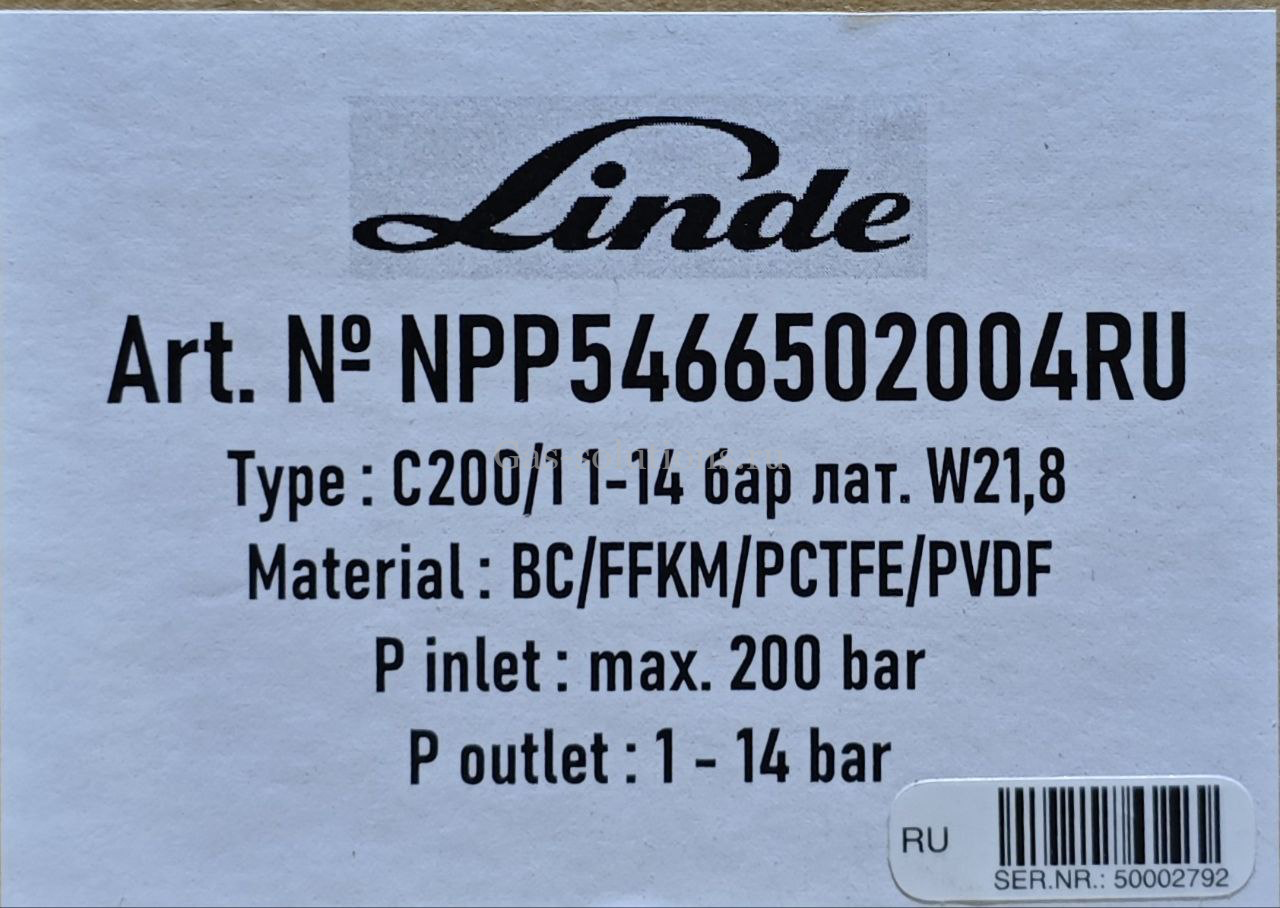 Linde
Art. Nº NPP5466502004RU
Type : C200/1 1-14 бар лат. W21,8
Material : BC/FFKM/PCTFE/PVDF
P inlet : max. 200 bar
P outlet : 1 - 14 bar
RU
SER.NR.: 50002792